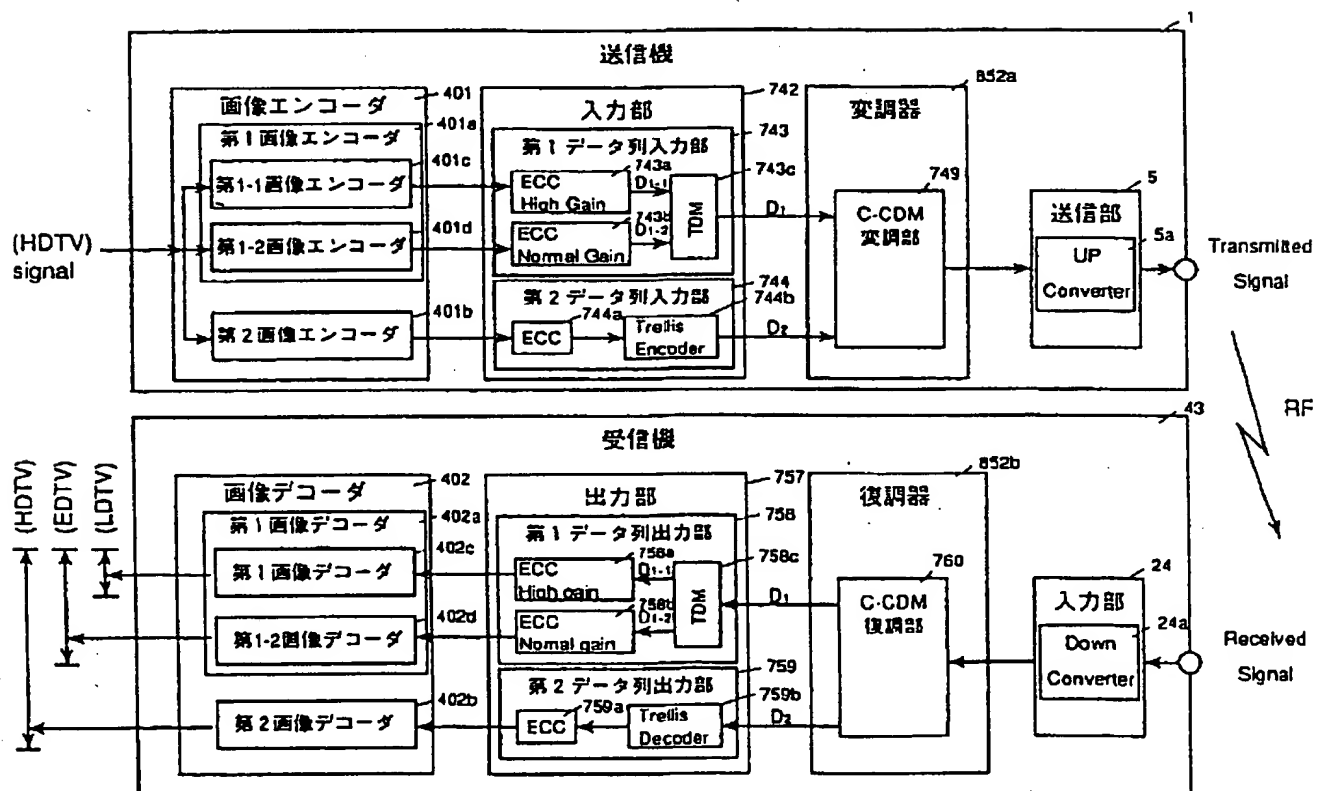 1
送信機
画像エンコーダ
401
第1画像エンコーダ
401a
第1-1画像エンコーダ
401c
第1-2画像エンコーダ
401d
第2画像エンコーダ
401b
(HDTV)
signal
入力部
742
第1データ列入力部
743
ECC
High Gain
743a
D1-1
ECC
Normal Gain
743b
D1-2
TDM
743c
D1
第2データ列入力部
744
ECC
744a
Trellis
Encoder
744b
D2
変調器
852a
C-CDM
変調部
749
送信部
5
UP
Converter
5a
Transmitted
Signal
RF
43
受信機
(HDTV)
(EDTV)
(LDTV)
画像デコーダ
402
第1画像デコーダ
402a
第1画像デコーダ
402c
第1-2画像デコーダ
402d
第2画像デコーダ
402b
出力部
757
第1データ列出力部
758
ECC
High gain
758a
D1-1
ECC
Normal gain
758b
D1-2
TDM
758c
D1
第2データ列出力部
759
ECC
759a
Trellis
Decoder
759b
D2
復調器
852b
C-CDM
復調部
760
入力部
24
Down
Converter
24a
Received
Signal